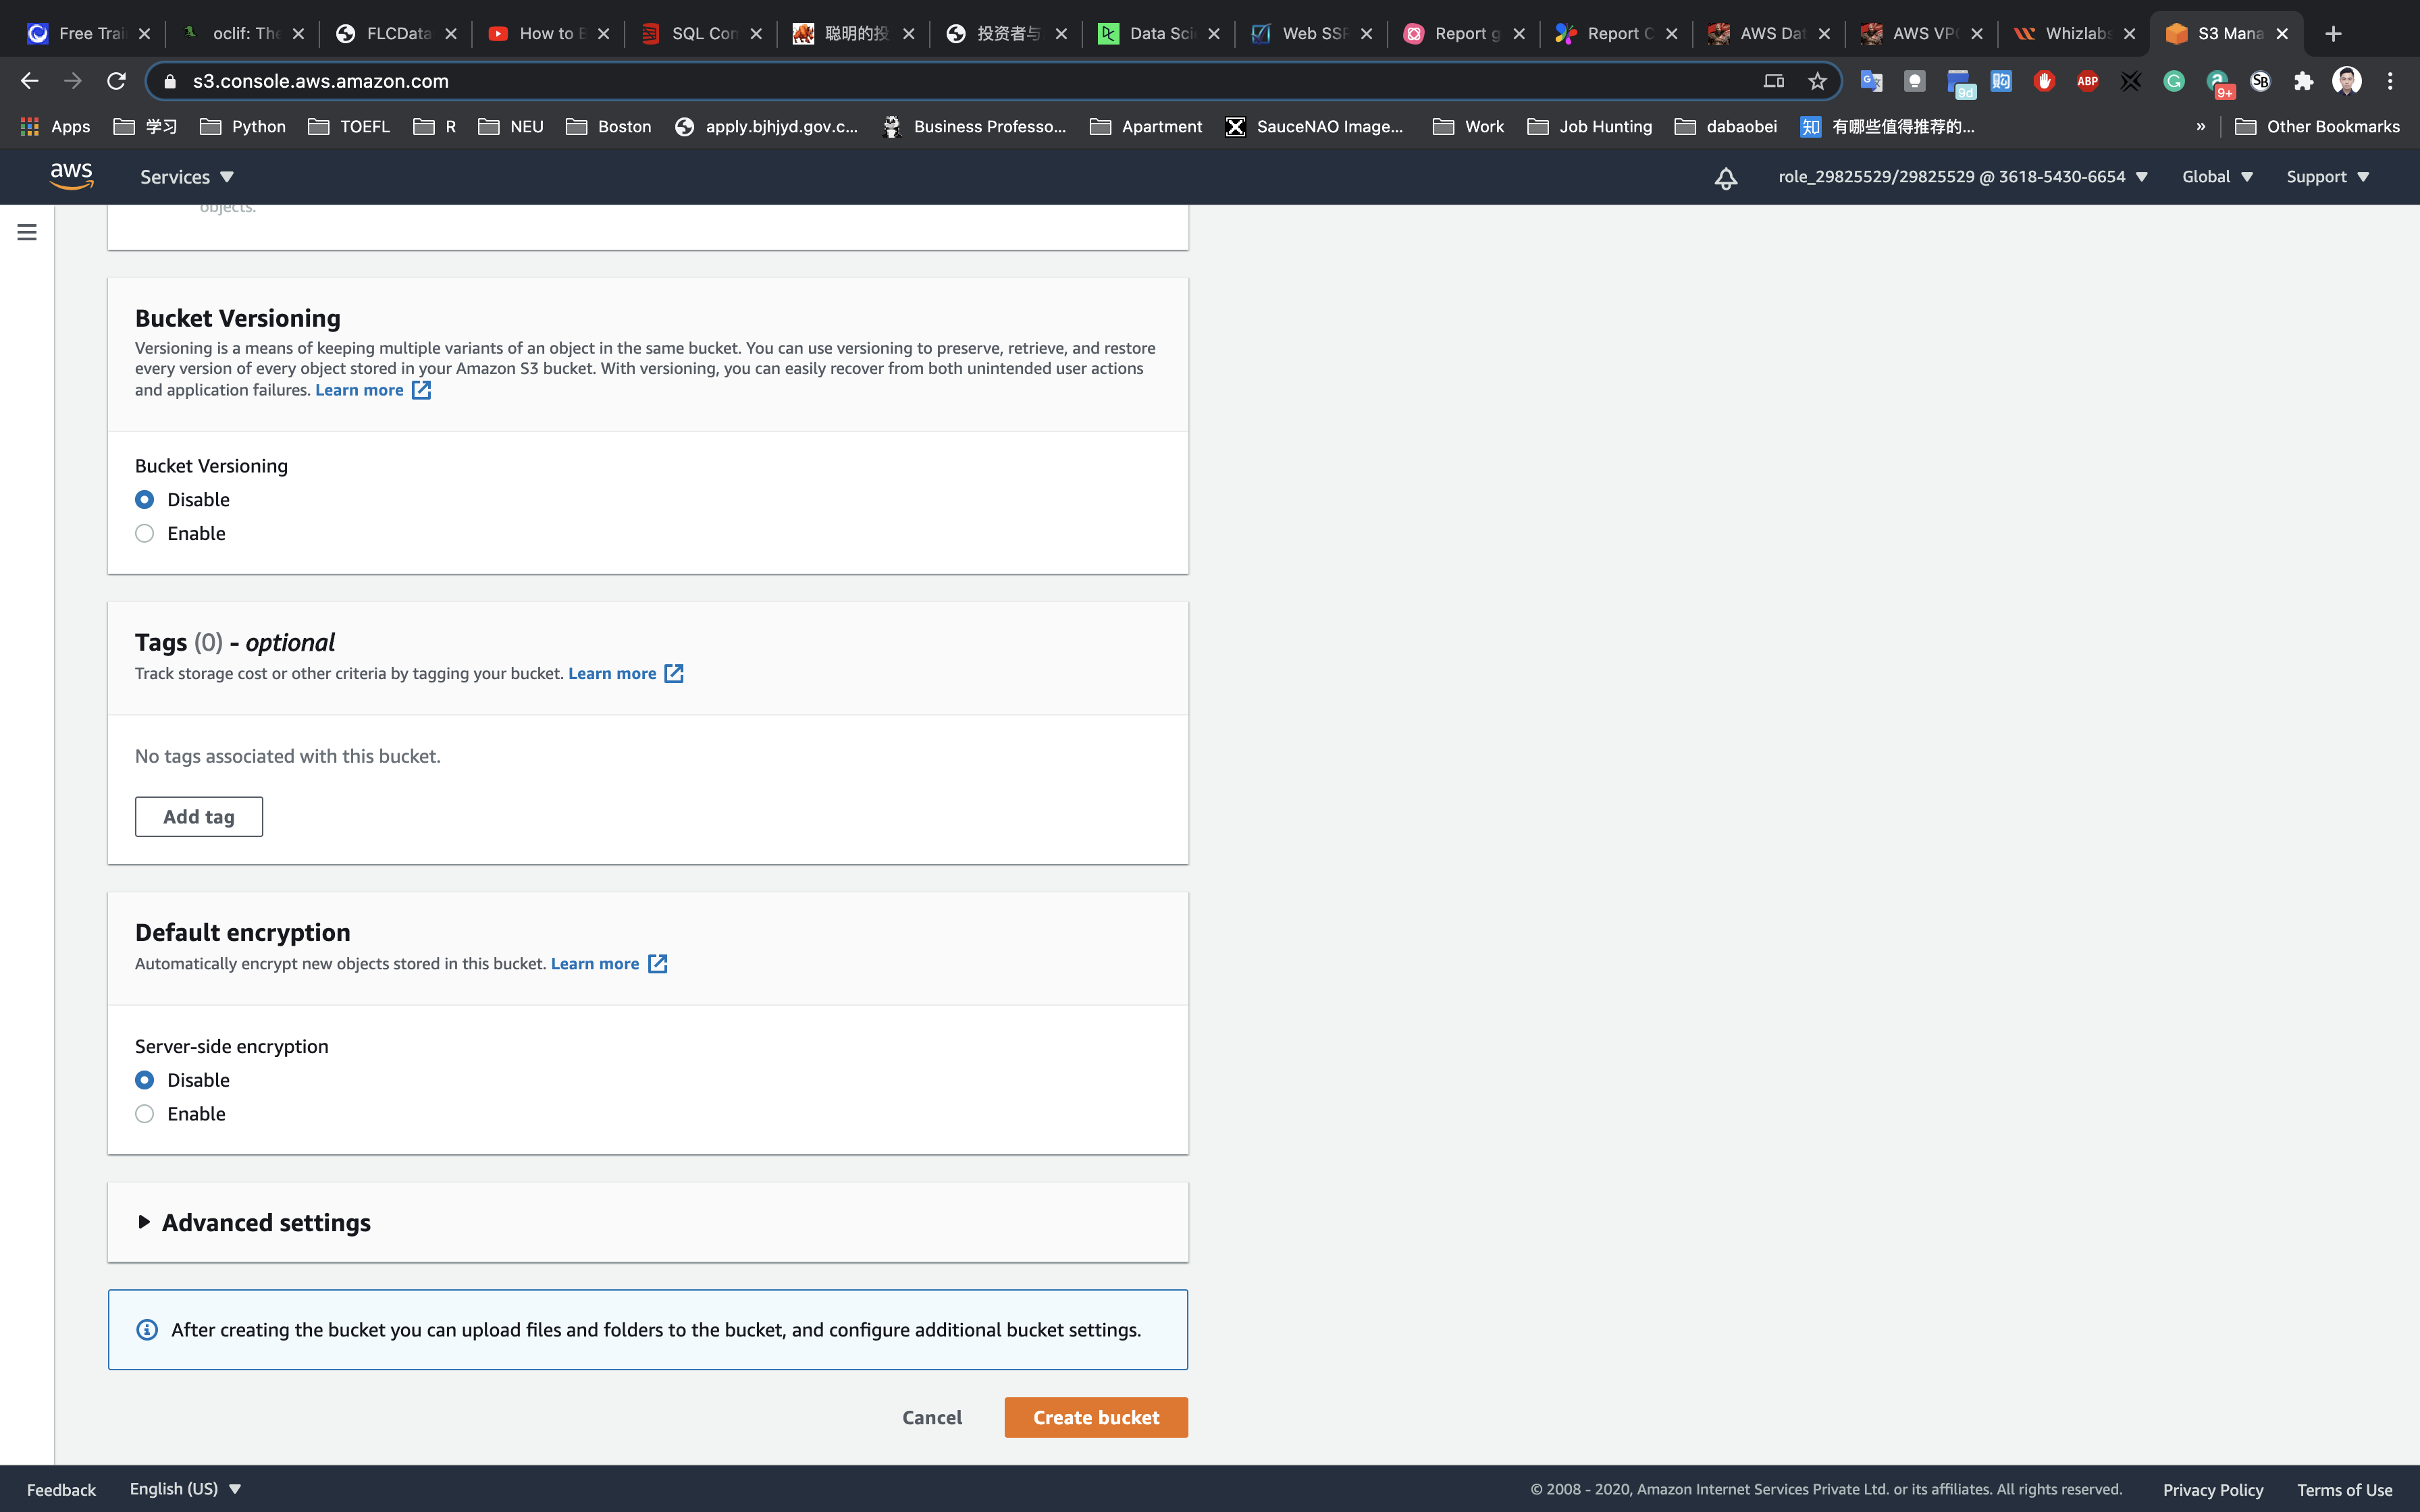 Free Trai
oclif: The
FLCData
How to B
SQL Con
聪明的投
投资者与
Data Sci
Web SSR
Report g
Report C
AWS Dat
AWS VPC
Whizlabs
S3 Mana
s3.console.aws.amazon.com
9d
购
ABP
9+
SB
Apps
学习
Python
TOEFL
R
NEU
Boston
apply.bjhjyd.gov.c...
Business Professo...
Apartment
SauceNAO Image...
Work
Job Hunting
dabaobei
知 有哪些值得推荐的...
»
Other Bookmarks
aws
Services
role_29825529/29825529 @ 3618-5430-6654
Global
Support
objects.
Bucket Versioning
Versioning is a means of keeping multiple variants of an object in the same bucket. You can use versioning to preserve, retrieve, and restore
every version of every object stored in your Amazon S3 bucket. With versioning, you can easily recover from both unintended user actions
and application failures. Learn more
Bucket Versioning
Disable
Enable
Tags (0) - optional
Track storage cost or other criteria by tagging your bucket. Learn more
No tags associated with this bucket.
Add tag
Default encryption
Automatically encrypt new objects stored in this bucket. Learn more
Server-side encryption
Disable
Enable
Advanced settings
After creating the bucket you can upload files and folders to the bucket, and configure additional bucket settings.
Cancel
Create bucket
Feedback
English (US)
© 2008 - 2020, Amazon Internet Services Private Ltd. or its affiliates. All rights reserved.
Privacy Policy
Terms of Use